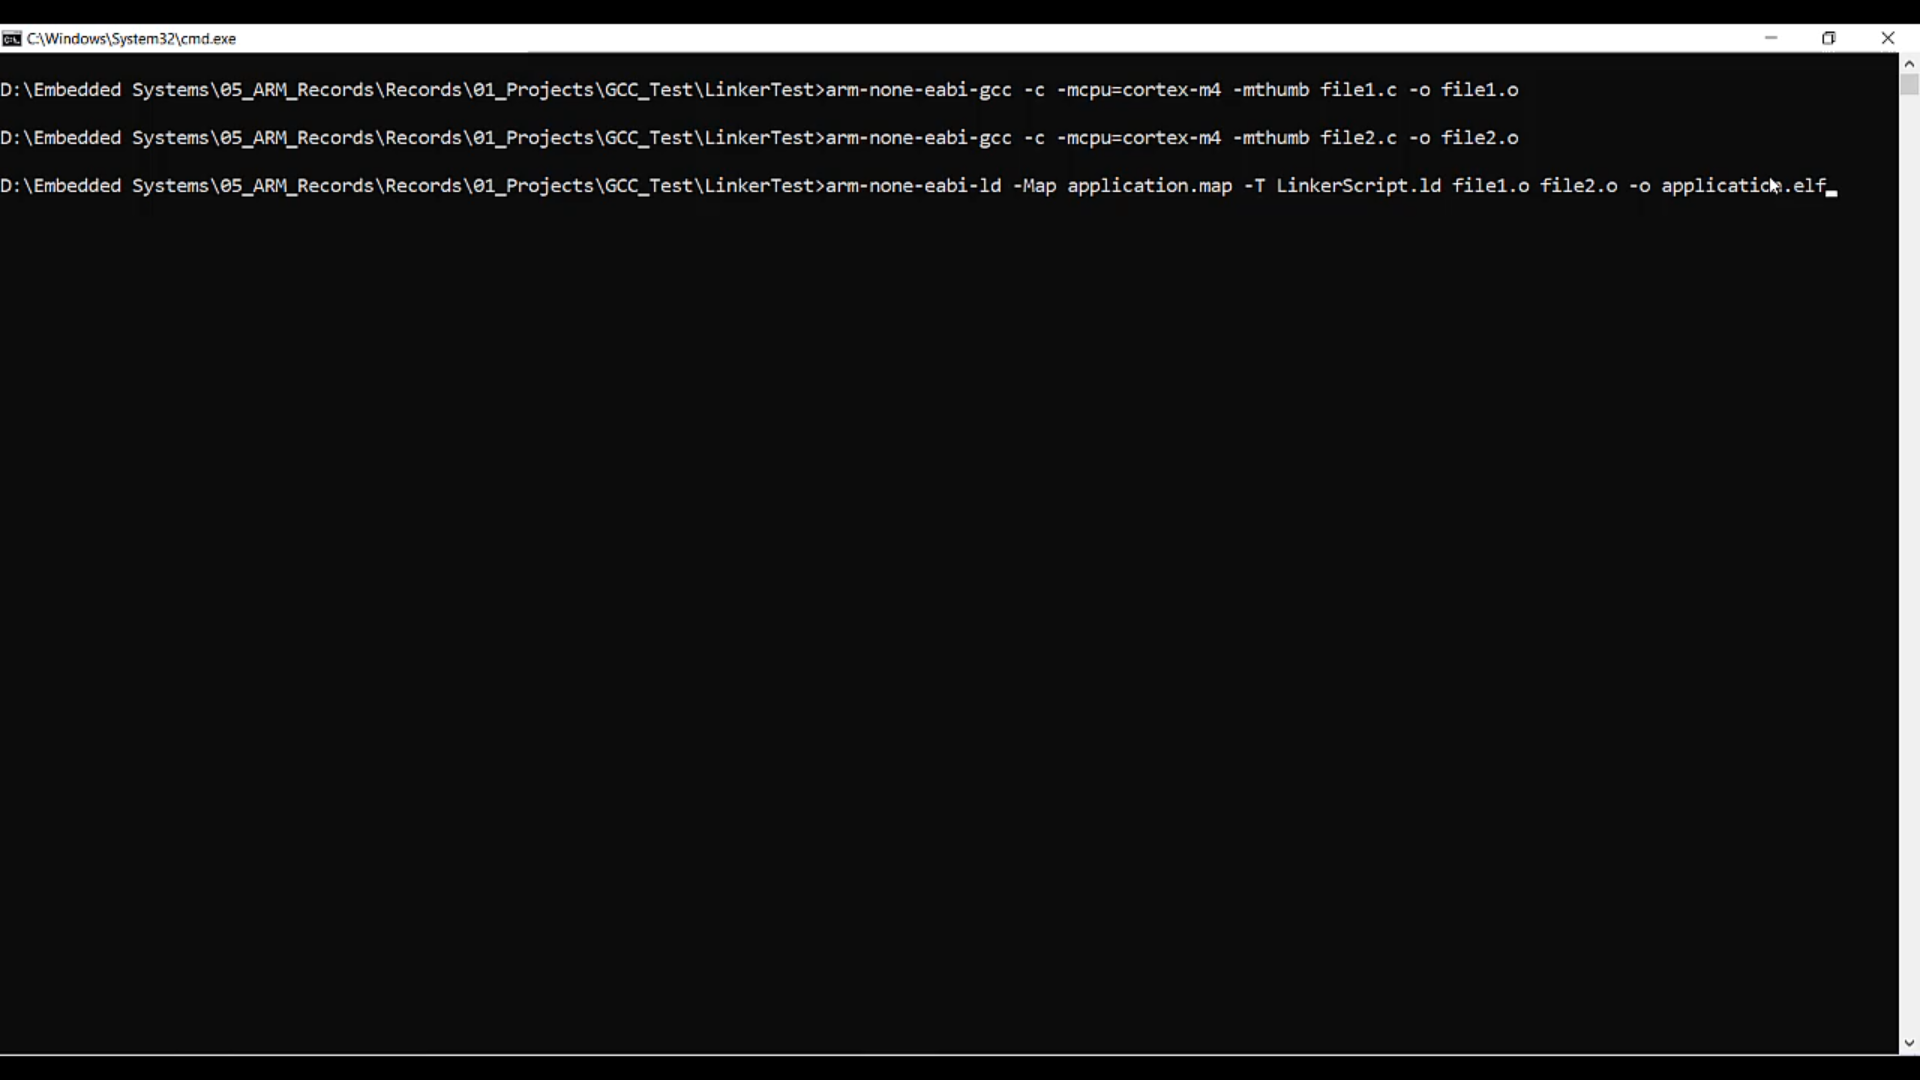 C:\Windows\System32\cmd.exe
D:\Embedded Systems\05_ARM_Records\Records\01_Projects\GCC_Test\LinkerTest>arm-none-eabi-gcc -c -mcpu=cortex-m4 -mthumb file1.c -o file1.o
D:\Embedded Systems\05_ARM_Records\Records\01_Projects\GCC_Test\LinkerTest>arm-none-eabi-gcc -c -mcpu=cortex-m4 -mthumb file2.c -o file2.o
D:\Embedded Systems\05_ARM_Records\Records\01_Projects\GCC_Test\LinkerTest>arm-none-eabi-ld -Map application.map -T LinkerScript.ld file1.o file2.o -o application.elf